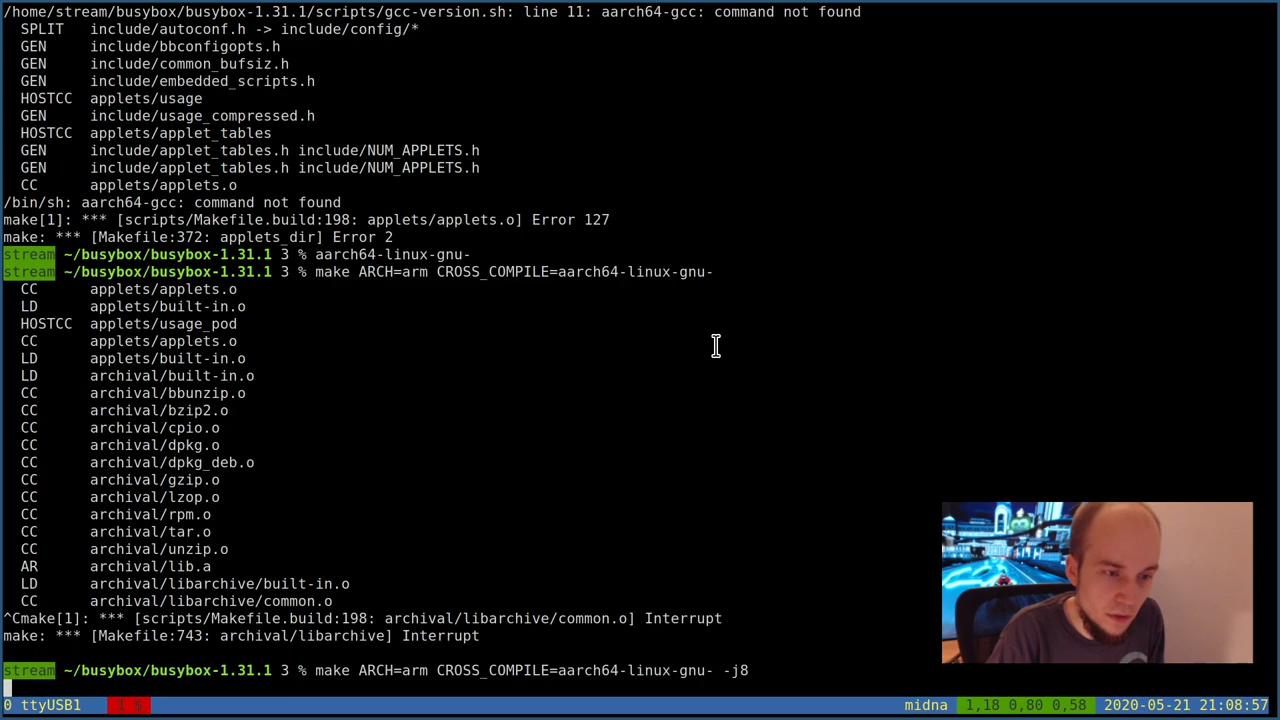 /home/stream/busybox/busybox-1.31.1/scripts/gcc-version.sh: line 11: aarch64-gcc: command not found
  SPLIT   include/autoconf.h -> include/config/*
  GEN     include/bbconfigopts.h
  GEN     include/common_bufsiz.h
  GEN     include/embedded_scripts.h
  HOSTCC  applets/usage
  GEN     include/usage_compressed.h
  HOSTCC  applets/applet_tables
  GEN     include/applet_tables.h include/NUM_APPLETS.h
  GEN     include/applet_tables.h include/NUM_APPLETS.h
  CC      applets/applets.o
/bin/sh: aarch64-gcc: command not found
make[1]: *** [scripts/Makefile.build:198: applets/applets.o] Error 127
make: *** [Makefile:372: applets_dir] Error 2
stream ~/busybox/busybox-1.31.1 3 % aarch64-linux-gnu-
stream ~/busybox/busybox-1.31.1 3 % make ARCH=arm CROSS_COMPILE=aarch64-linux-gnu-
  CC      applets/applets.o
  LD      applets/built-in.o
  HOSTCC  applets/usage_pod
  CC      applets/applets.o
  LD      applets/built-in.o
  LD      archival/built-in.o
  CC      archival/bbunzip.o
  CC      archival/bzip2.o
  CC      archival/cpio.o
  CC      archival/dpkg.o
  CC      archival/dpkg_deb.o
  CC      archival/gzip.o
  CC      archival/lzop.o
  CC      archival/rpm.o
  CC      archival/tar.o
  CC      archival/unzip.o
  AR      archival/lib.a
  LD      archival/libarchive/built-in.o
  CC      archival/libarchive/common.o
^Cmake[1]: *** [scripts/Makefile.build:198: archival/libarchive/common.o] Interrupt
make: *** [Makefile:743: archival/libarchive] Interrupt
stream ~/busybox/busybox-1.31.1 3 % make ARCH=arm CROSS_COMPILE=aarch64-linux-gnu- -j8
0 ttyUSB1   1 $   midna   1,18 0,80 0,58   2020-05-21 21:08:57